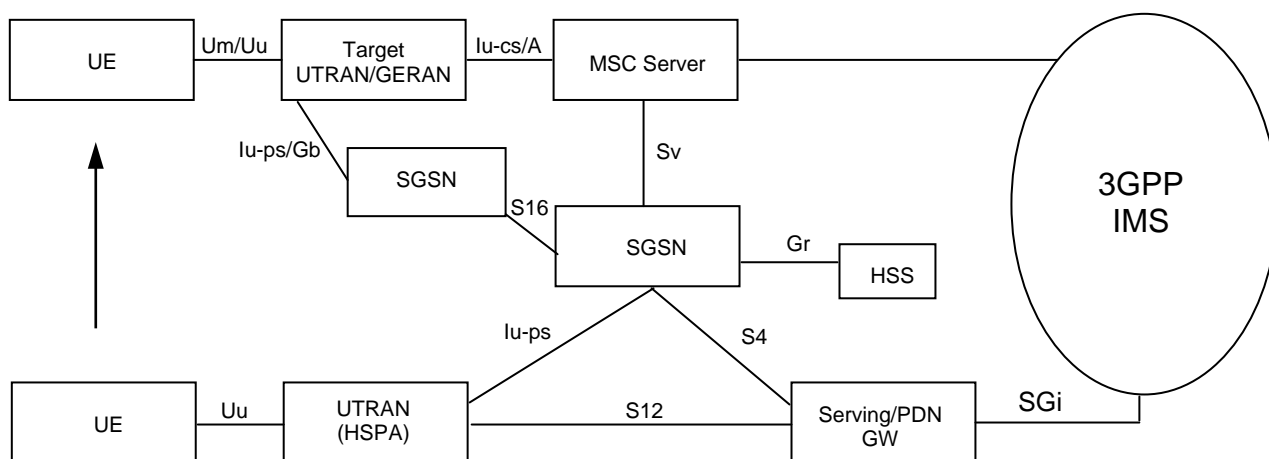 UE
Um/Uu
Target
UTRAN/GERAN
Iu-cs/A
MSC Server
Iu-ps/Gb
SGSN
S16
Sv
3GPP
IMS
SGSN
Gr
HSS
Iu-ps
S4
UE
Uu
UTRAN
(HSPA)
S12
Serving/PDN
GW
SGi